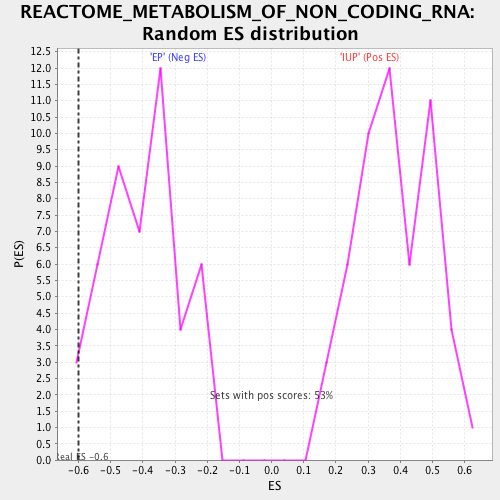 REACTOME_METABOLISM_OF_NON_CODING_RNA:
Random ES distribution
12.5
12.0
11.5
11.0
10.5
10.0
9.5
9.0
8.5
8.0
7.5
7.0
6.5
6.0
5.5
5.0
4.5
4.0
3.5
3.0
2.5
2.0
1.5
1.0
0.5
0.0
P(ES)
'EP' (Neg ES)
'IUP' (Pos ES)
Sets with pos scores: 53%
Real ES -0.6
-0.6 -0.5 -0.4 -0.3 -0.2 -0.1 0.0 0.1 0.2 0.3 0.4 0.5 0.6
ES